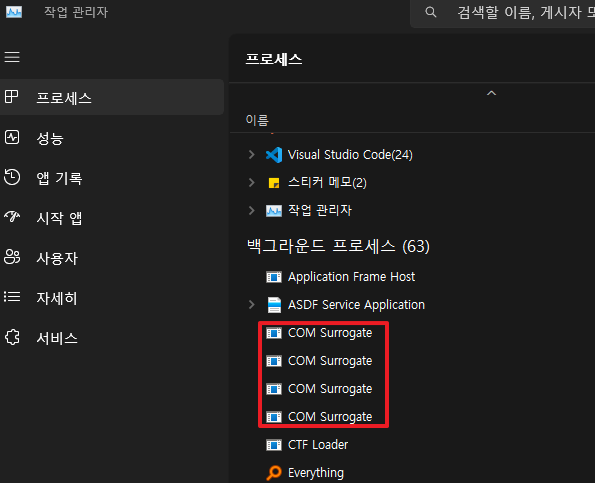 작업 관리자
검색할 이름, 게시자 또
프로세스
프로세스
성능
앱 기록
시작 앱
사용자
자세히
서비스
이름
Visual Studio Code(24)
스티커 메모(2)
작업 관리자
백그라운드 프로세스 (63)
Application Frame Host
ASDF Service Application
COM Surrogate
COM Surrogate
COM Surrogate
COM Surrogate
CTF Loader
Everything